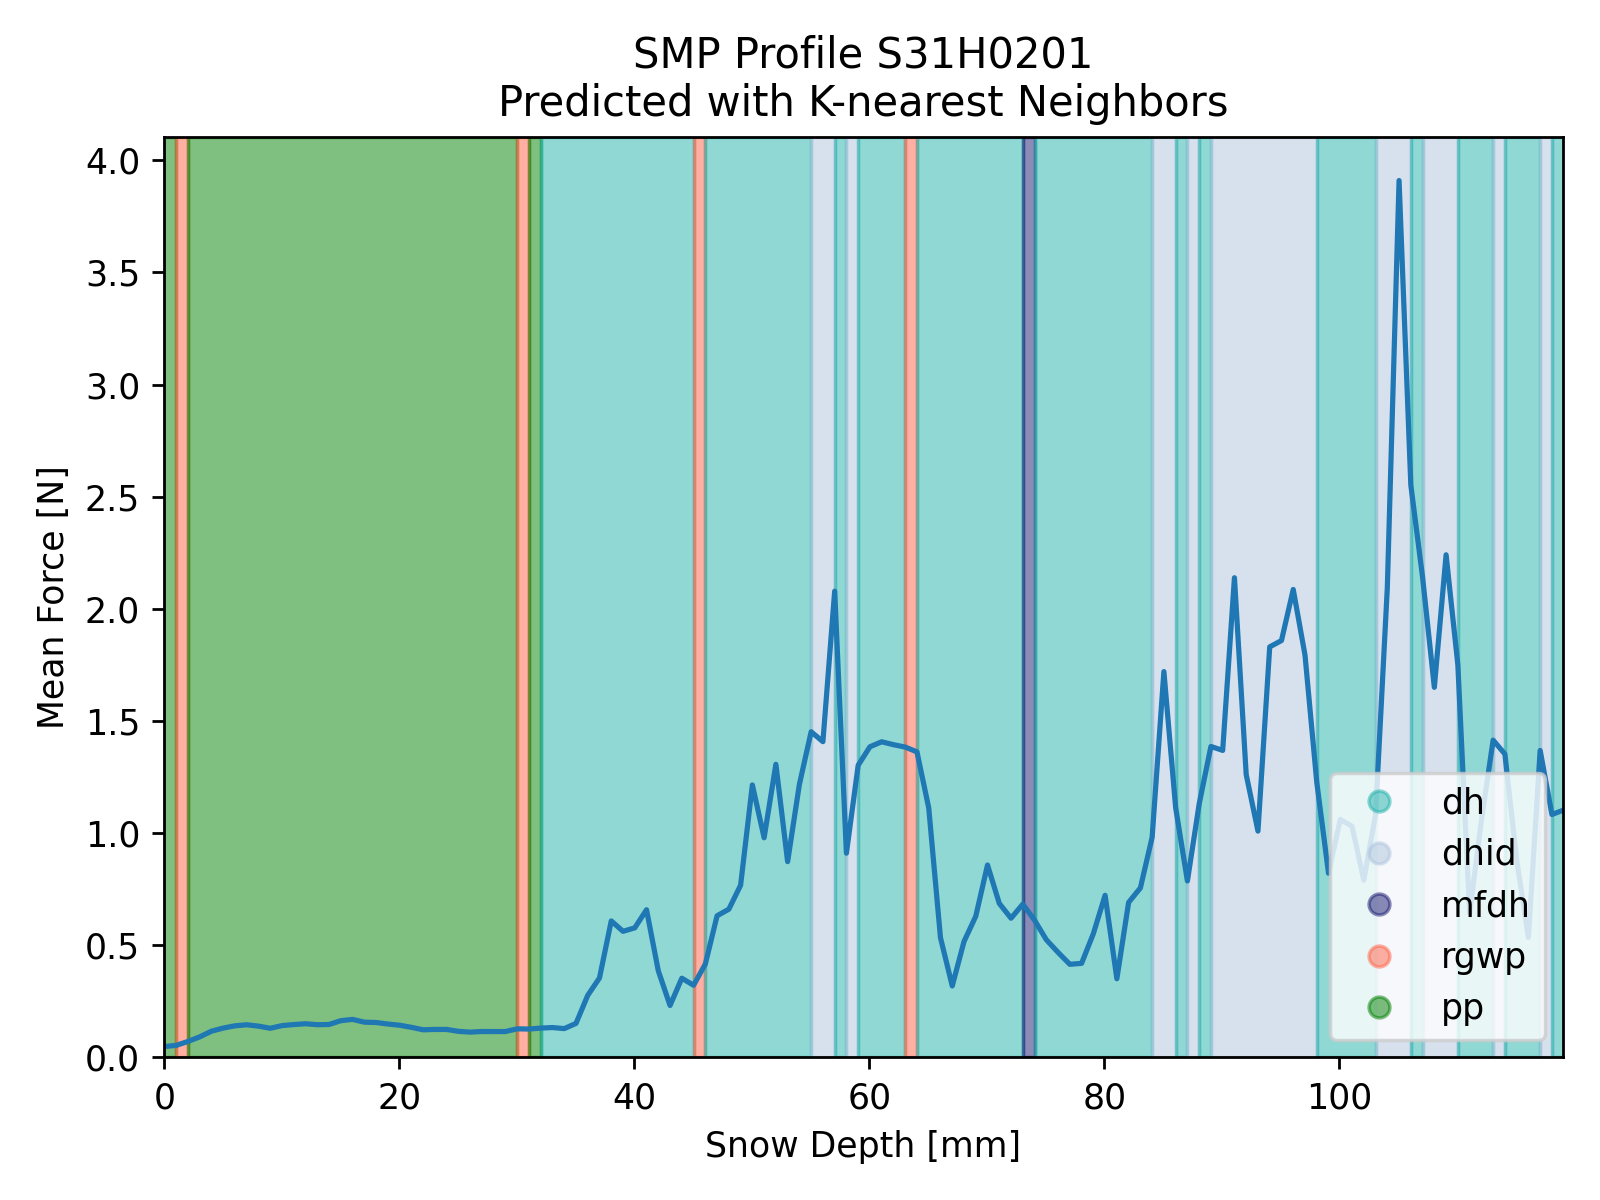 SMP Profile S31H0201
Predicted with K-nearest Neighbors
Mean Force [N]
4.0
3.5
3.0
2.5
2.0
1.5
1.0
0.5
0.0
dh
dhid
mfdh
rgwp
pp
0 20 40 60 80 100
Snow Depth [mm]